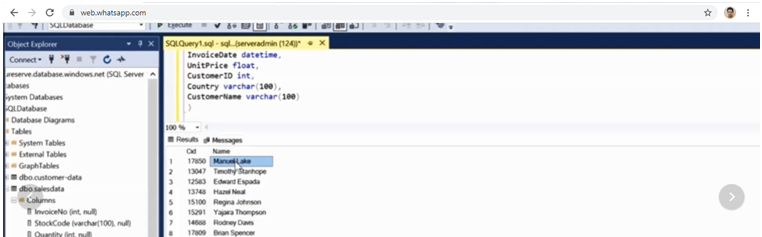 web.whatsapp.com
SQLDatabase
Execute
Object Explorer
Connect
ureserve.database.windows.net (SQL Server
tabases
System Databases
SQLDatabase
Database Diagrams
Tables
System Tables
External Tables
GraphTables
dbo.customer-data
dbo.salesdata
Columns
InvoiceNo (int, null)
StockCode (varchar(100), null)
Quantity (int, null)
SQLQuery1.sql - sql...(serveradmin (124))*
InvoiceDate datetime,
UnitPrice float,
CustomerID int,
Country varchar(100),
CustomerName varchar(100)
)
100 %
Results Messages
Cid Name
1 17850 Manuel Lake
2 13047 Timothy Stanhope
3 12583 Edward Espada
4 13748 Hazel Neal
5 15100 Regina Johnson
6 15291 Yajaira Thompson
7 14688 Rodney Daws
8 17809 Brian Spencer